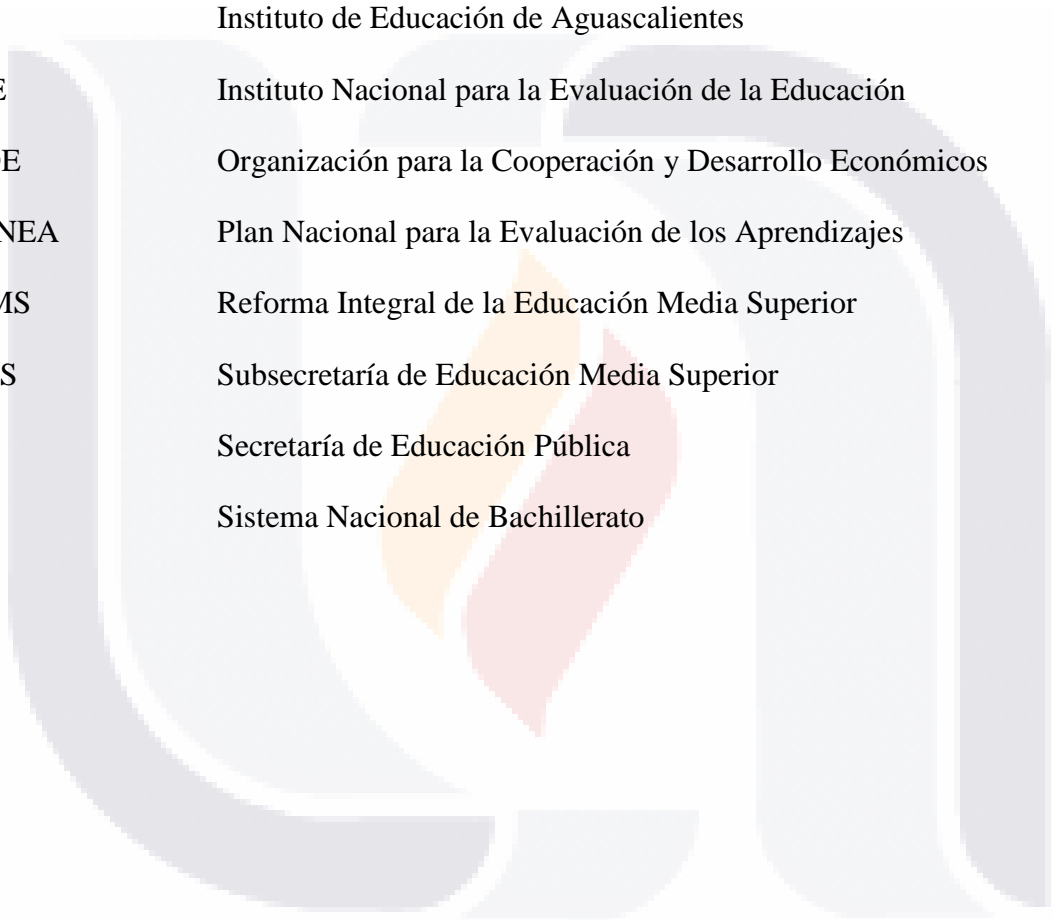 Instituto de Educación de Aguascalientes
E Instituto Nacional para la Evaluación de la Educación
DE Organización para la Cooperación y Desarrollo Económicos
NEA Plan Nacional para la Evaluación de los Aprendizajes
MS Reforma Integral de la Educación Media Superior
S Subsecretaría de Educación Media Superior
Secretaría de Educación Pública
Sistema Nacional de Bachillerato